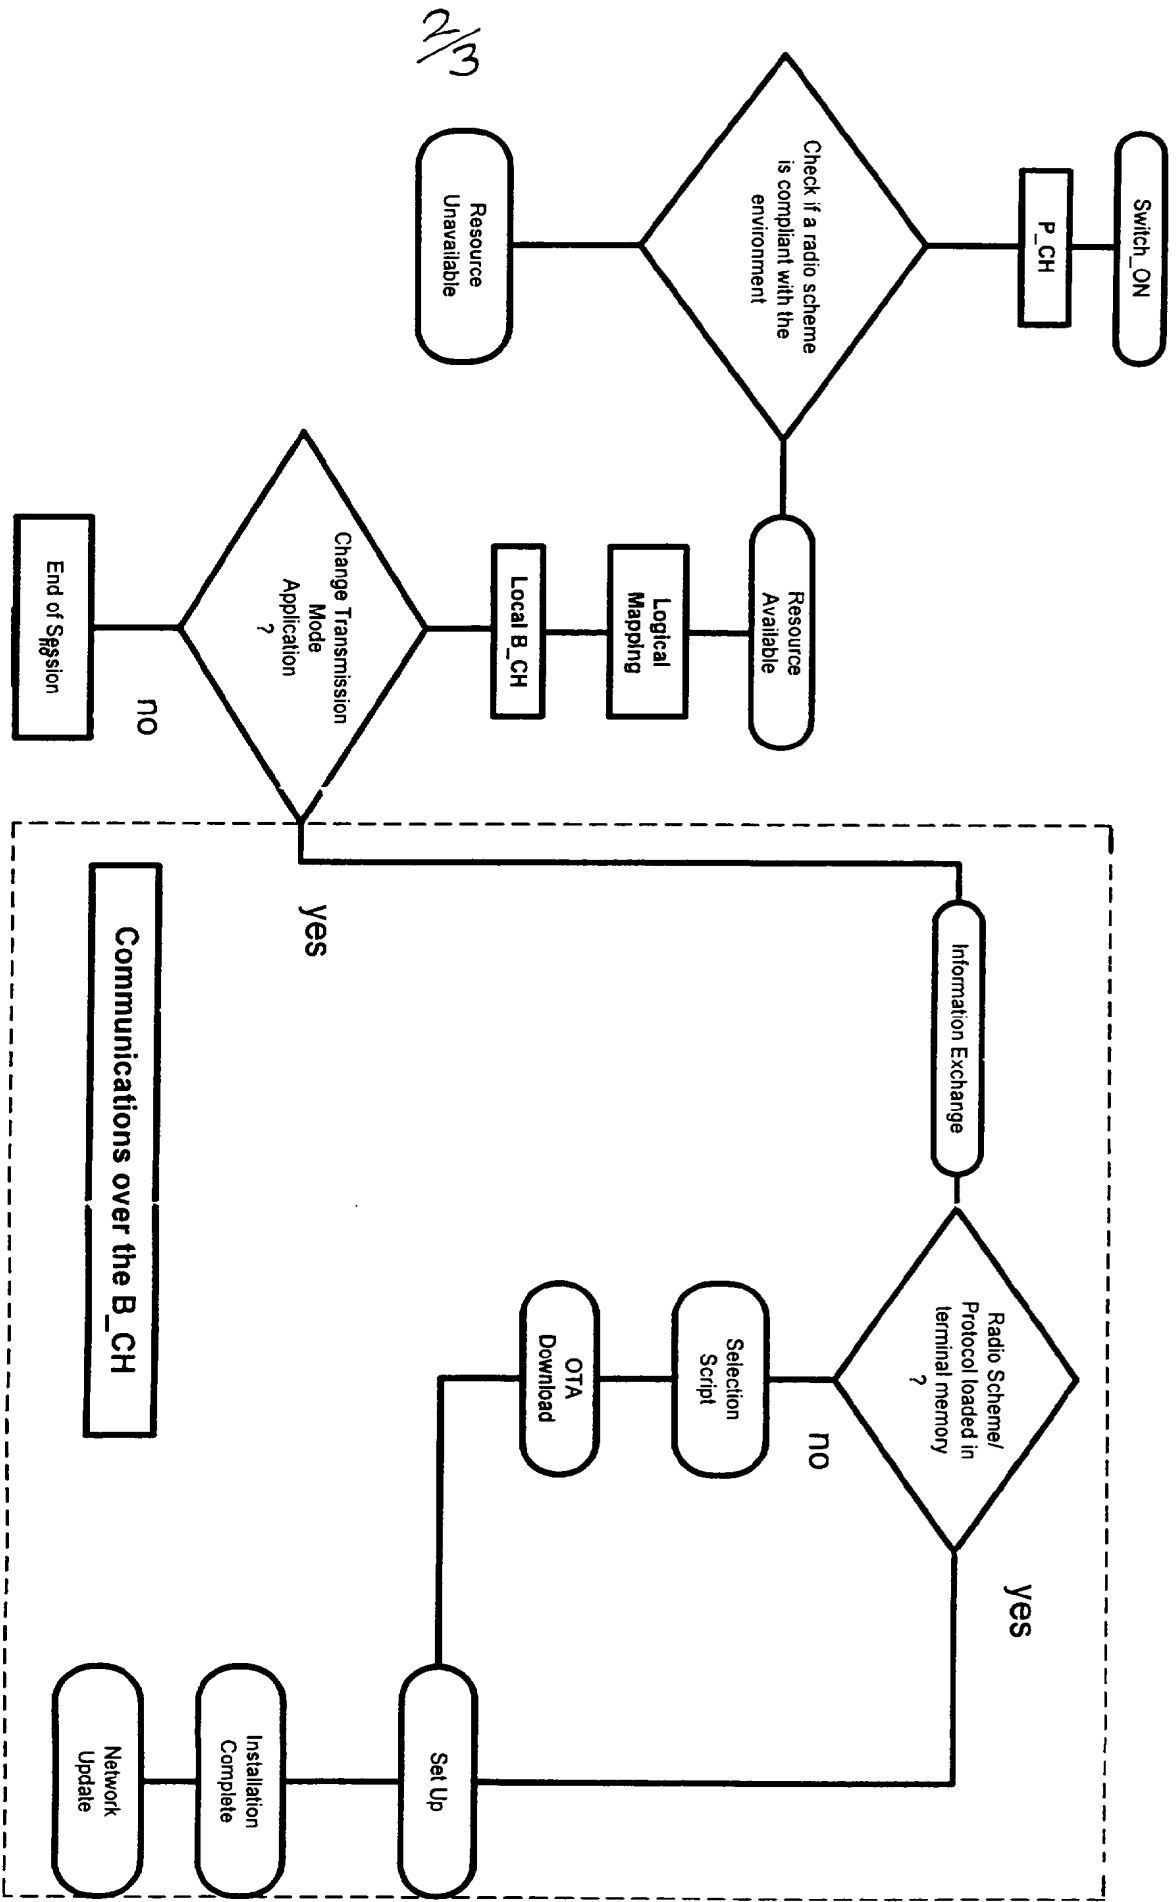 2/3
Switch_ON
P_CH
Check if a radio scheme
is compliant with the
environment
Resource
Unavailable
Resource
Available
Logical
Mapping
Local B_CH
Change Transmission
Mode
Application
?
no
End of Session
no
yes
Information Exchange
Radio Scheme/
Protocol loaded in
terminal memory
?
yes
no
Selection
Script
OTA
Download
Set Up
Installation
Complete
Network
Update
Communications over the B_CH